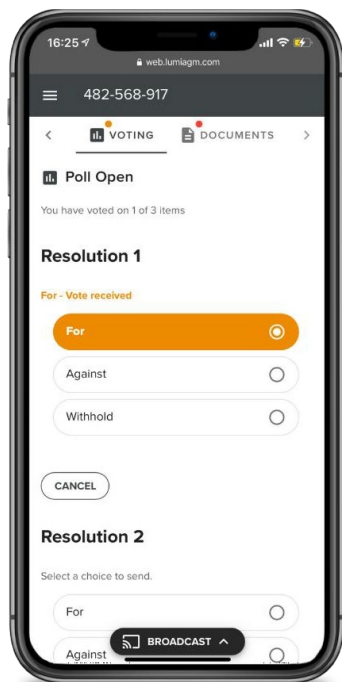 16:25
web.lumiagm.com
482-568-917
VOTING
DOCUMENTS
Poll Open
You have voted on 1 of 3 items
Resolution 1
For - Vote received
For
Against
Withhold
CANCEL
Resolution 2
Select a choice to send.
For
BROADCAST
Against